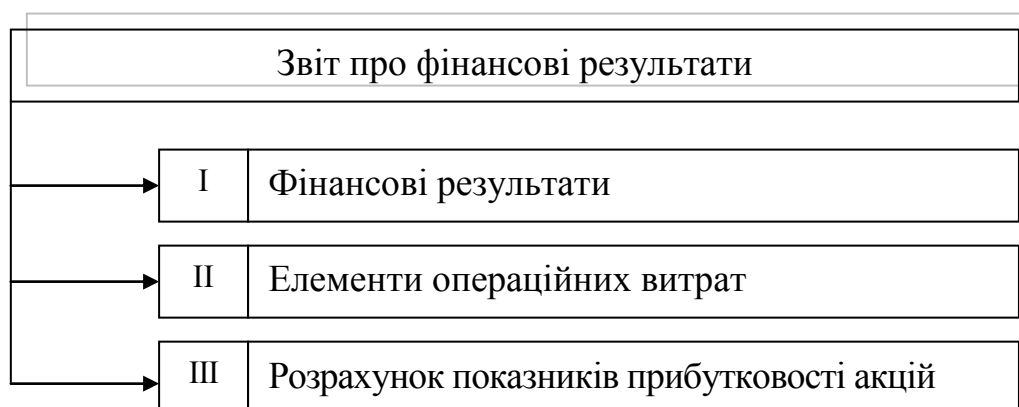 Звіт про фінансові результати
I Фінансові результати
II Елементи операційних витрат
III Розрахунок показників прибутковості акцій